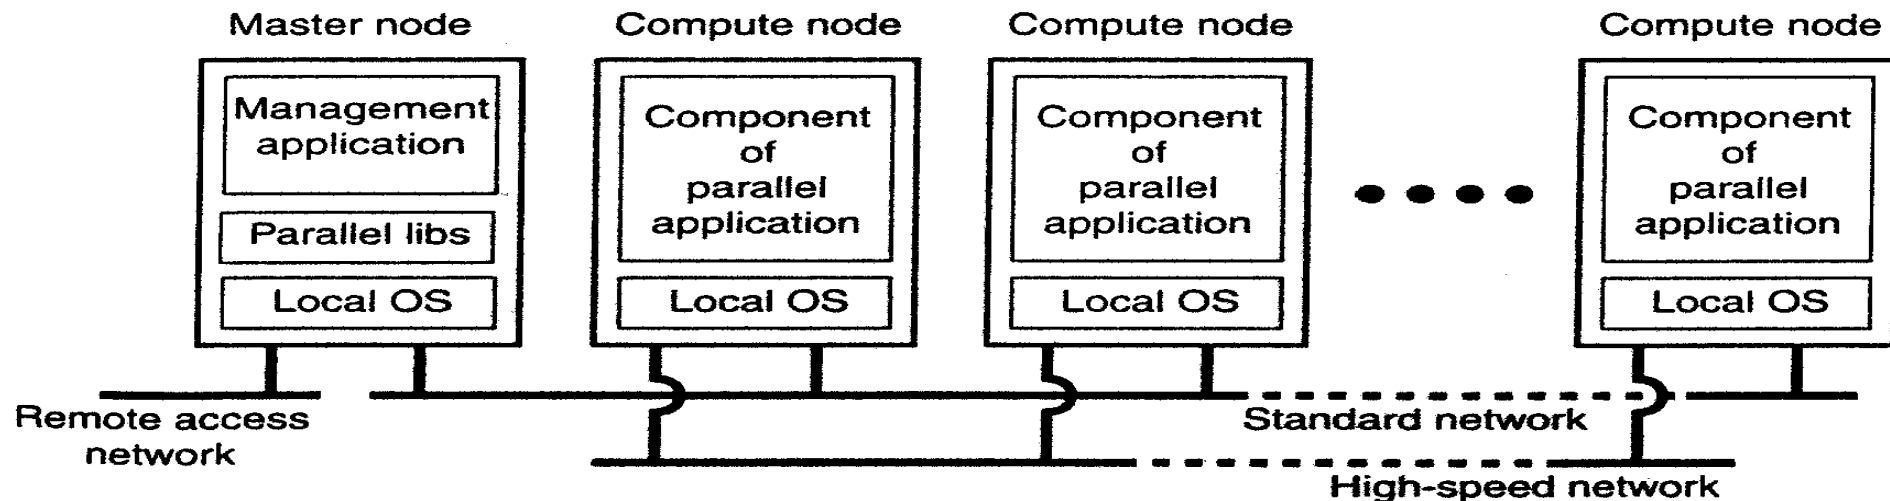 Master node
Compute node
Compute node
Compute node
Management
application
Parallel libs
Local OS
Component
of
parallel
application
Local OS
Component
of
parallel
application
Local OS
Component
of
parallel
application
Local OS
Remote access
network
Standard network
High-speed network